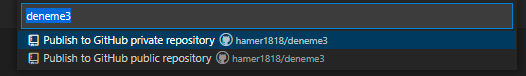 deneme3
Publish to GitHub private repository hamer1818/deneme3
Publish to GitHub public repository hamer1818/deneme3